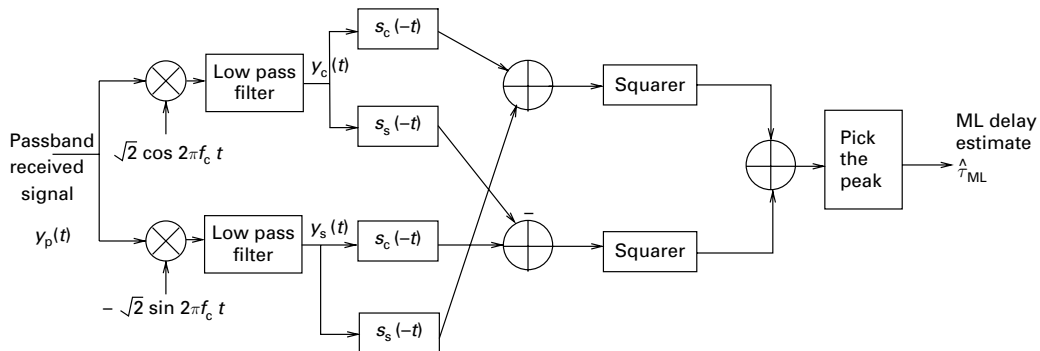 s_c(−t)
y_c(t)
Low pass
filter
Squarer
s_s(−t)
Passband
received
signal
y_p(t)
√2 cos 2πf_c t
ML delay
estimate
τ̂_ML
Pick
the
peak
−
y_s(t)
Low pass
filter
s_c(−t)
Squarer
− √2 sin 2πf_c t
s_s(−t)